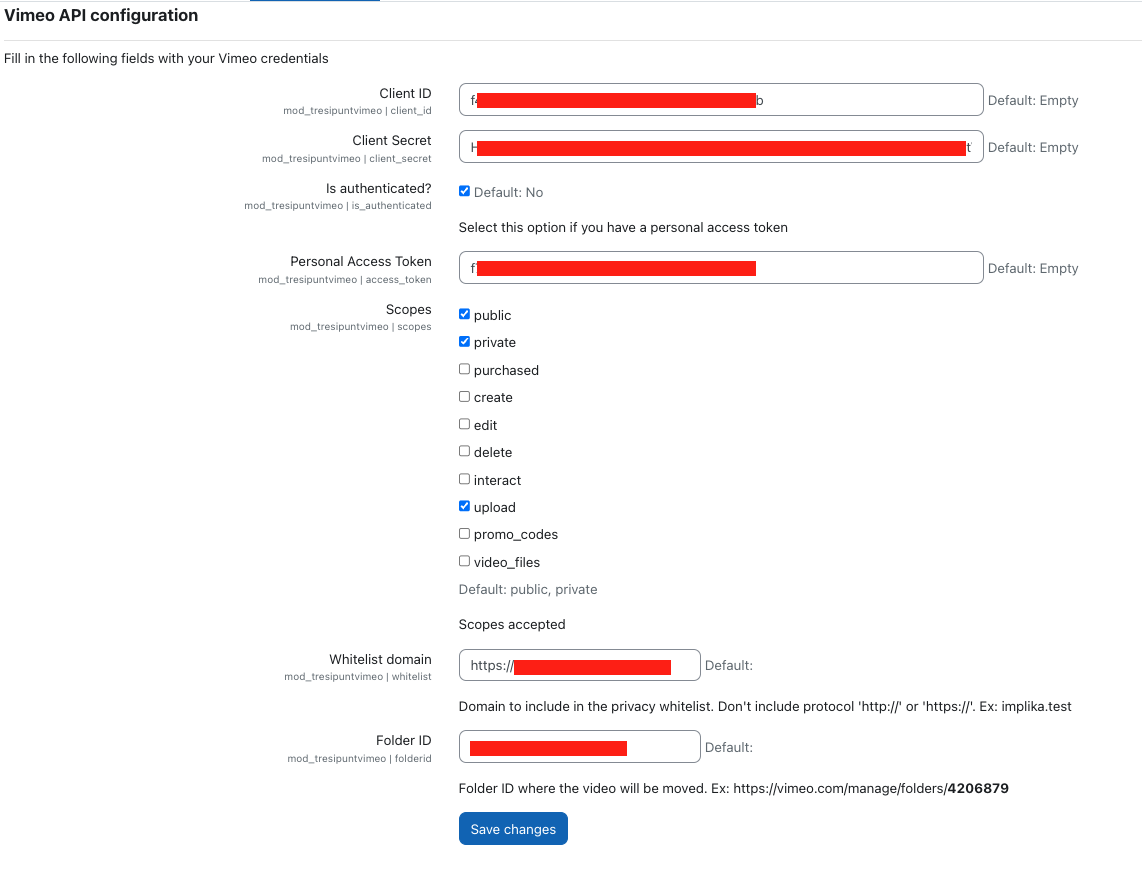 Vimeo API configuration
Fill in the following fields with your Vimeo credentials
Client ID
mod_tresipuntvimeo | client_id
b
Default: Empty
Client Secret
mod_tresipuntvimeo | client_secret
H
Default: Empty
Is authenticated?
mod_tresipuntvimeo | is_authenticated
Default: No
Select this option if you have a personal access token
Personal Access Token
mod_tresipuntvimeo | access_token
Default: Empty
Scopes
mod_tresipuntvimeo | scopes
public
private
purchased
create
edit
delete
interact
upload
promo_codes
video_files
Default: public, private
Scopes accepted
Whitelist domain
mod_tresipuntvimeo | whitelist
https://
Default:
Domain to include in the privacy whitelist. Don't include protocol 'http://' or 'https://'. Ex: implika.test
Folder ID
mod_tresipuntvimeo | folderid
Default:
Folder ID where the video will be moved. Ex: https://vimeo.com/manage/folders/4206879
Save changes